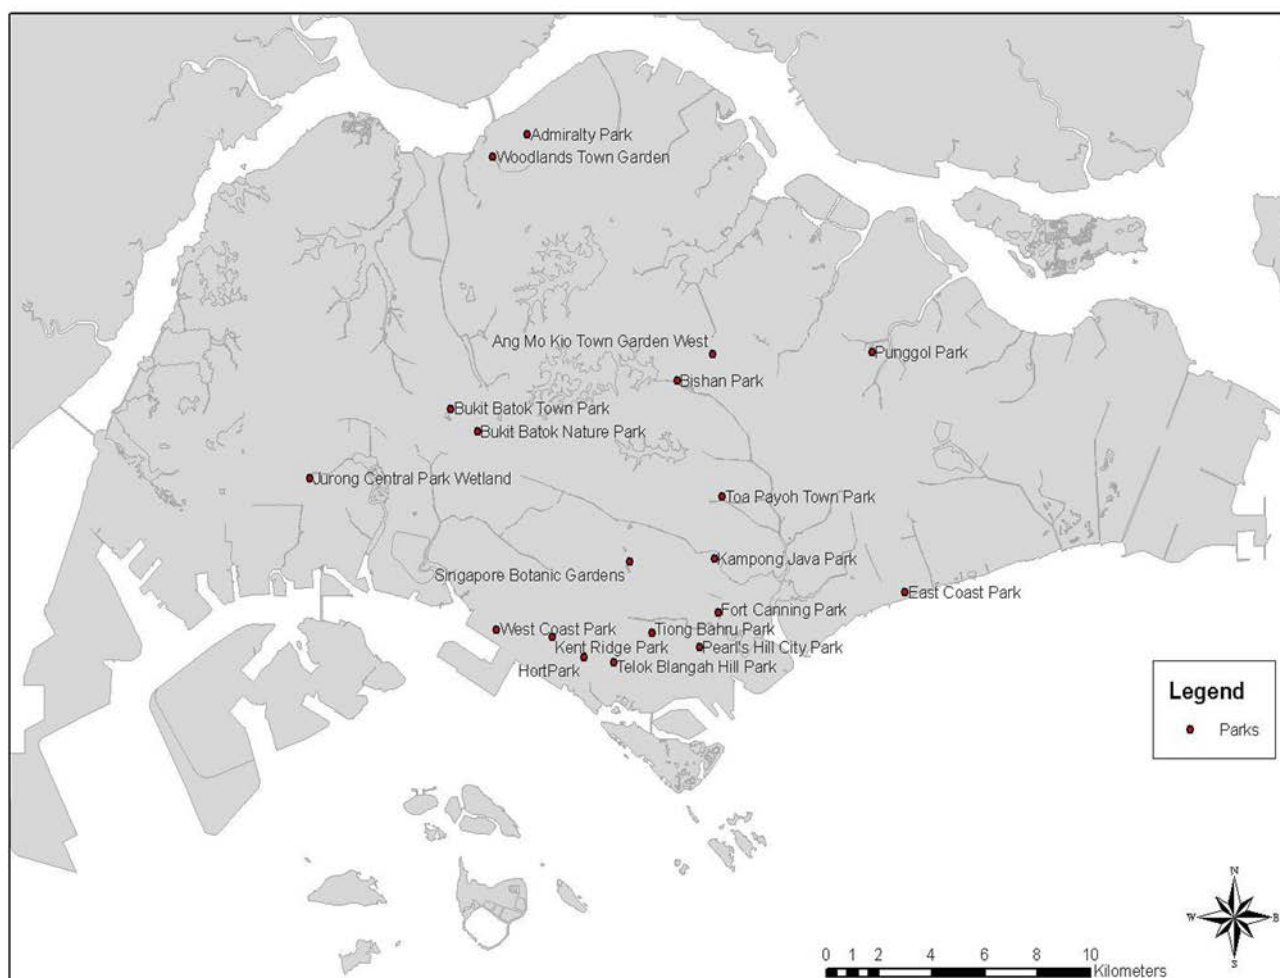 Admiralty Park
Woodlands Town Garden
Ang Mo Kio Town Garden West
Punggol Park
Bishan Park
Bukit Batok Town Park
Bukit Batok Nature Park
Jurong Central Park Wetland
Toa Payoh Town Park
Kampong Java Park
Singapore Botanic Gardens
East Coast Park
Fort Canning Park
West Coast Park
Tiong Bahru Park
Kent Ridge Park
Pearl's Hill City Park
HortPark
Telok Blangah Hill Park
Legend
Parks
N
W
E
S
0 1 2 4 6 8 10
Kilometers